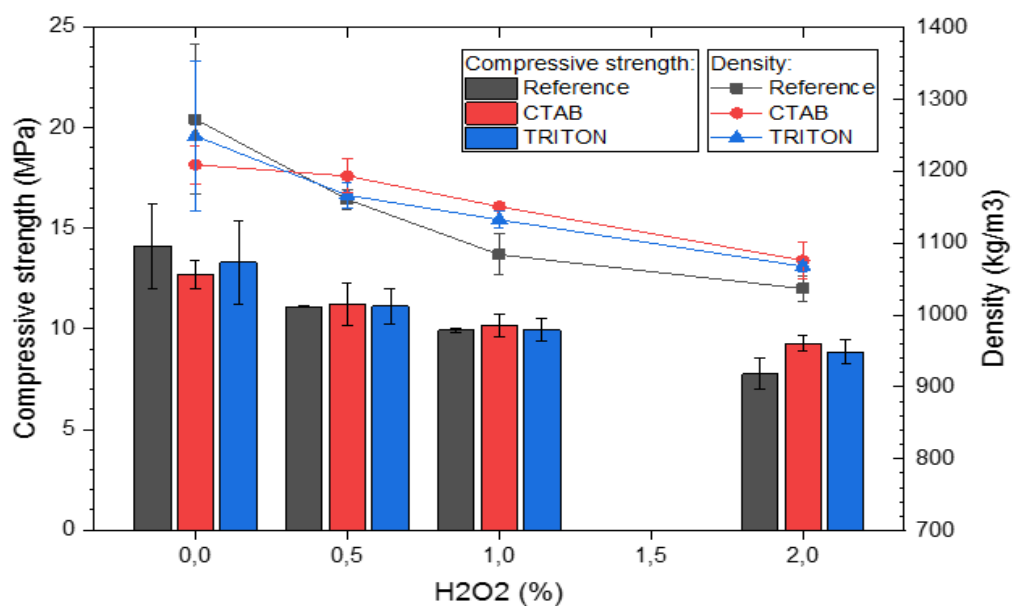 25
20
15
10
5
0
Compressive strength (MPa)
Compressive strength:
Reference
CTAB
TRITON
Density:
Reference
CTAB
TRITON
1400
1300
1200
1100
1000
900
800
700
Density (kg/m3)
0,0
0,5
1,0
1,5
2,0
H2O2 (%)